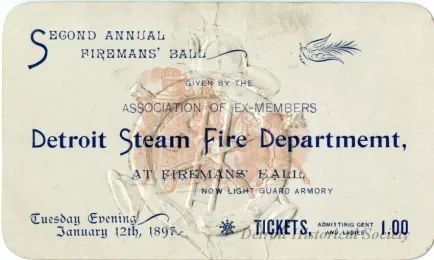 SECOND ANNUAL
FIREMANS' BALL
GIVEN BY THE
ASSOCIATION OF EX-MEMBERS
Detroit Steam Fire Departmemt,
AT FIREMANS' HALL
NOW LIGHT GUARD ARMORY
Tuesday Evening
January 12th, 1897
TICKETS, ADMITTING GENT AND LADIES 1.00
Detroit Historical Society